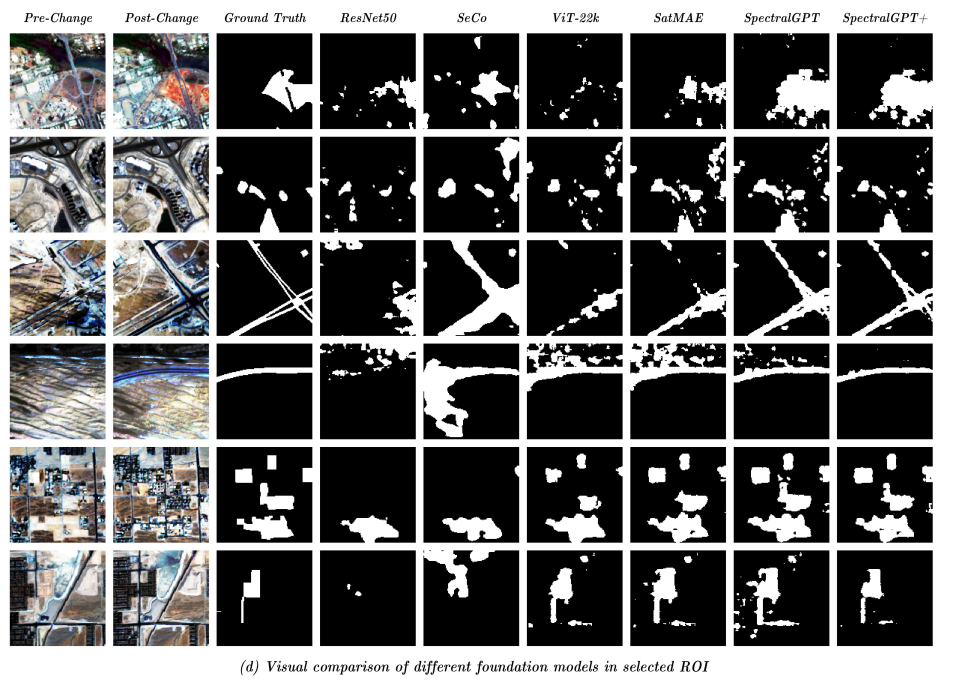 Pre-Change Post-Change Ground Truth ResNet50 SeCo ViT-22k SatMAE SpectralGPT SpectralGPT+
(d) Visual comparison of different foundation models in selected ROI